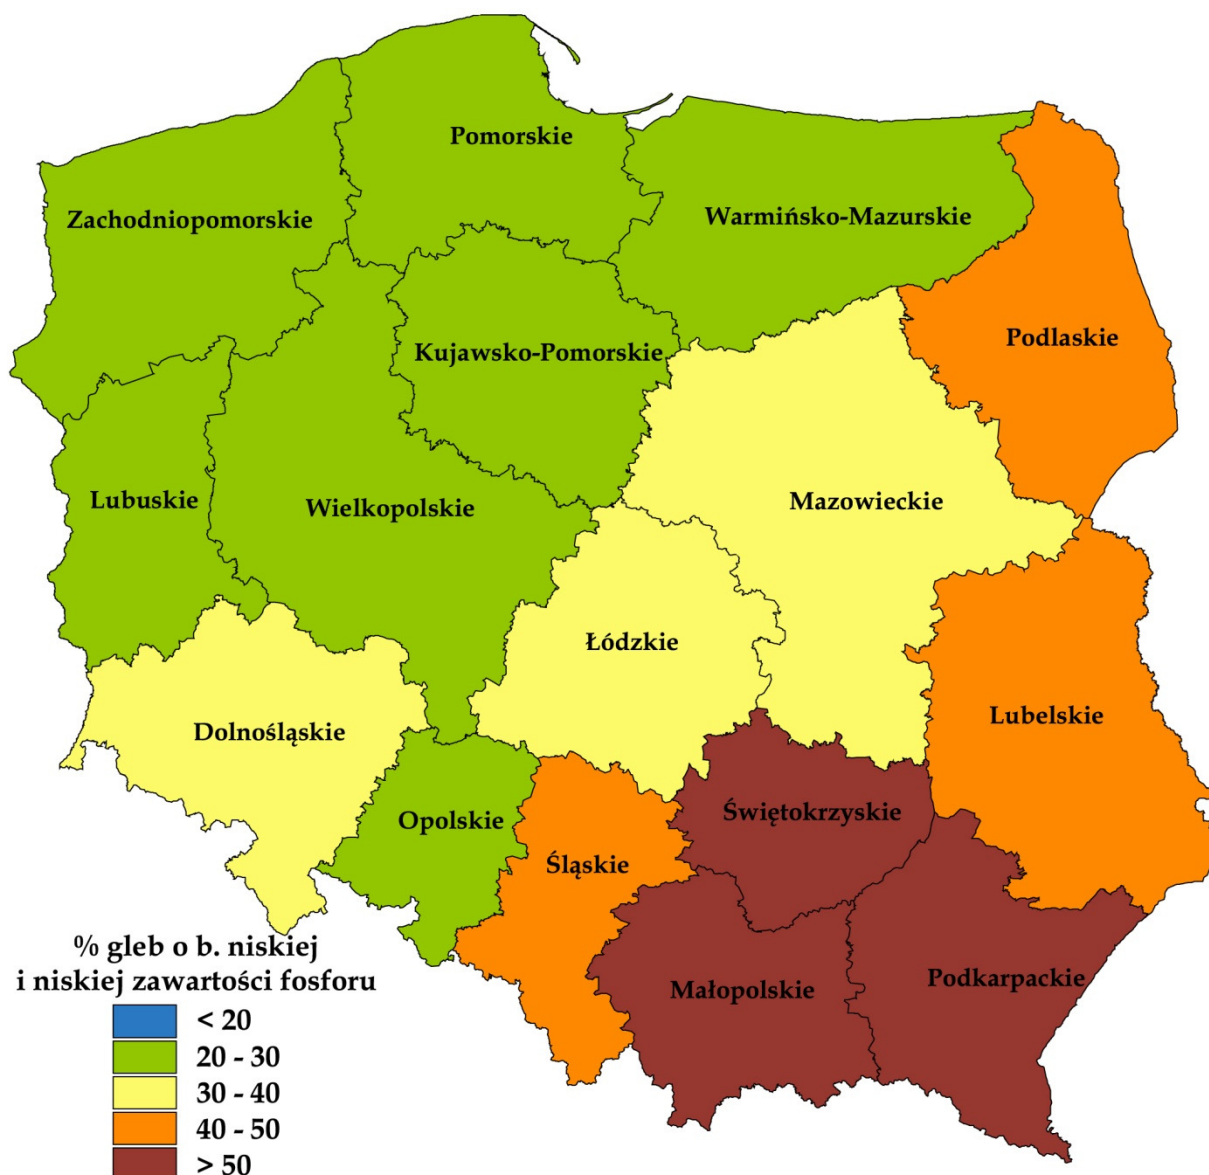 Pomorskie
Zachodniopomorskie
Warmińsko-Mazurskie
Podlaskie
Kujawsko-Pomorskie
Lubuskie
Wielkopolskie
Mazowieckie
Łódzkie
Dolnośląskie
Lubelskie
Opolskie
Świętokrzyskie
Śląskie
Małopolskie
Podkarpackie
% gleb o b. niskiej
i niskiej zawartości fosforu
< 20
20 - 30
30 - 40
40 - 50
> 50